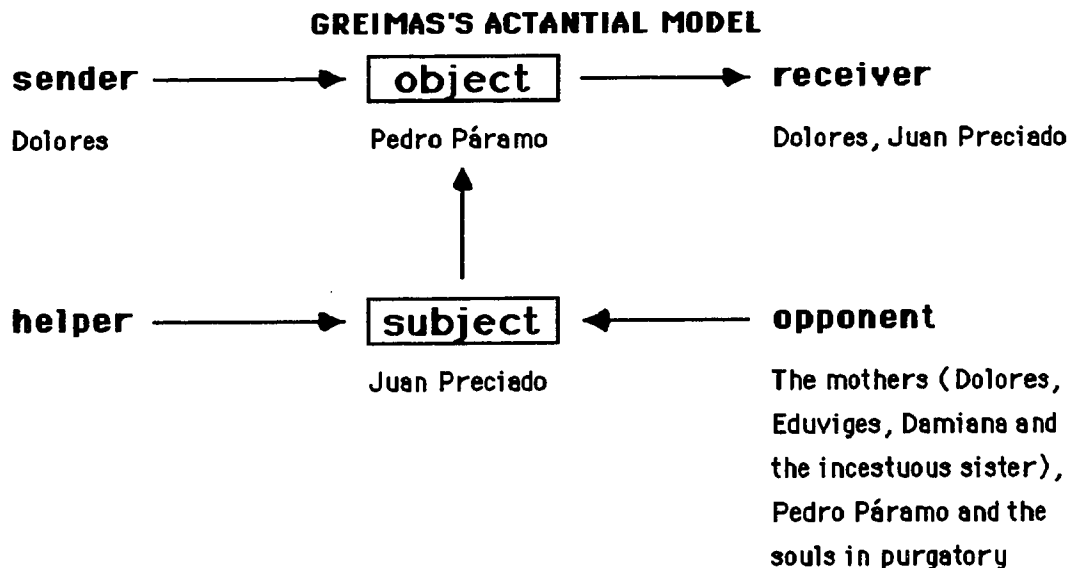 GREIMAS'S ACTANTIAL MODEL
sender
object
receiver
Dolores
Pedro Páramo
Dolores, Juan Preciado
helper
subject
opponent
Juan Preciado
The mothers (Dolores,
Eduviges, Damiana and
the incestuous sister),
Pedro Páramo and the
souls in purgatory